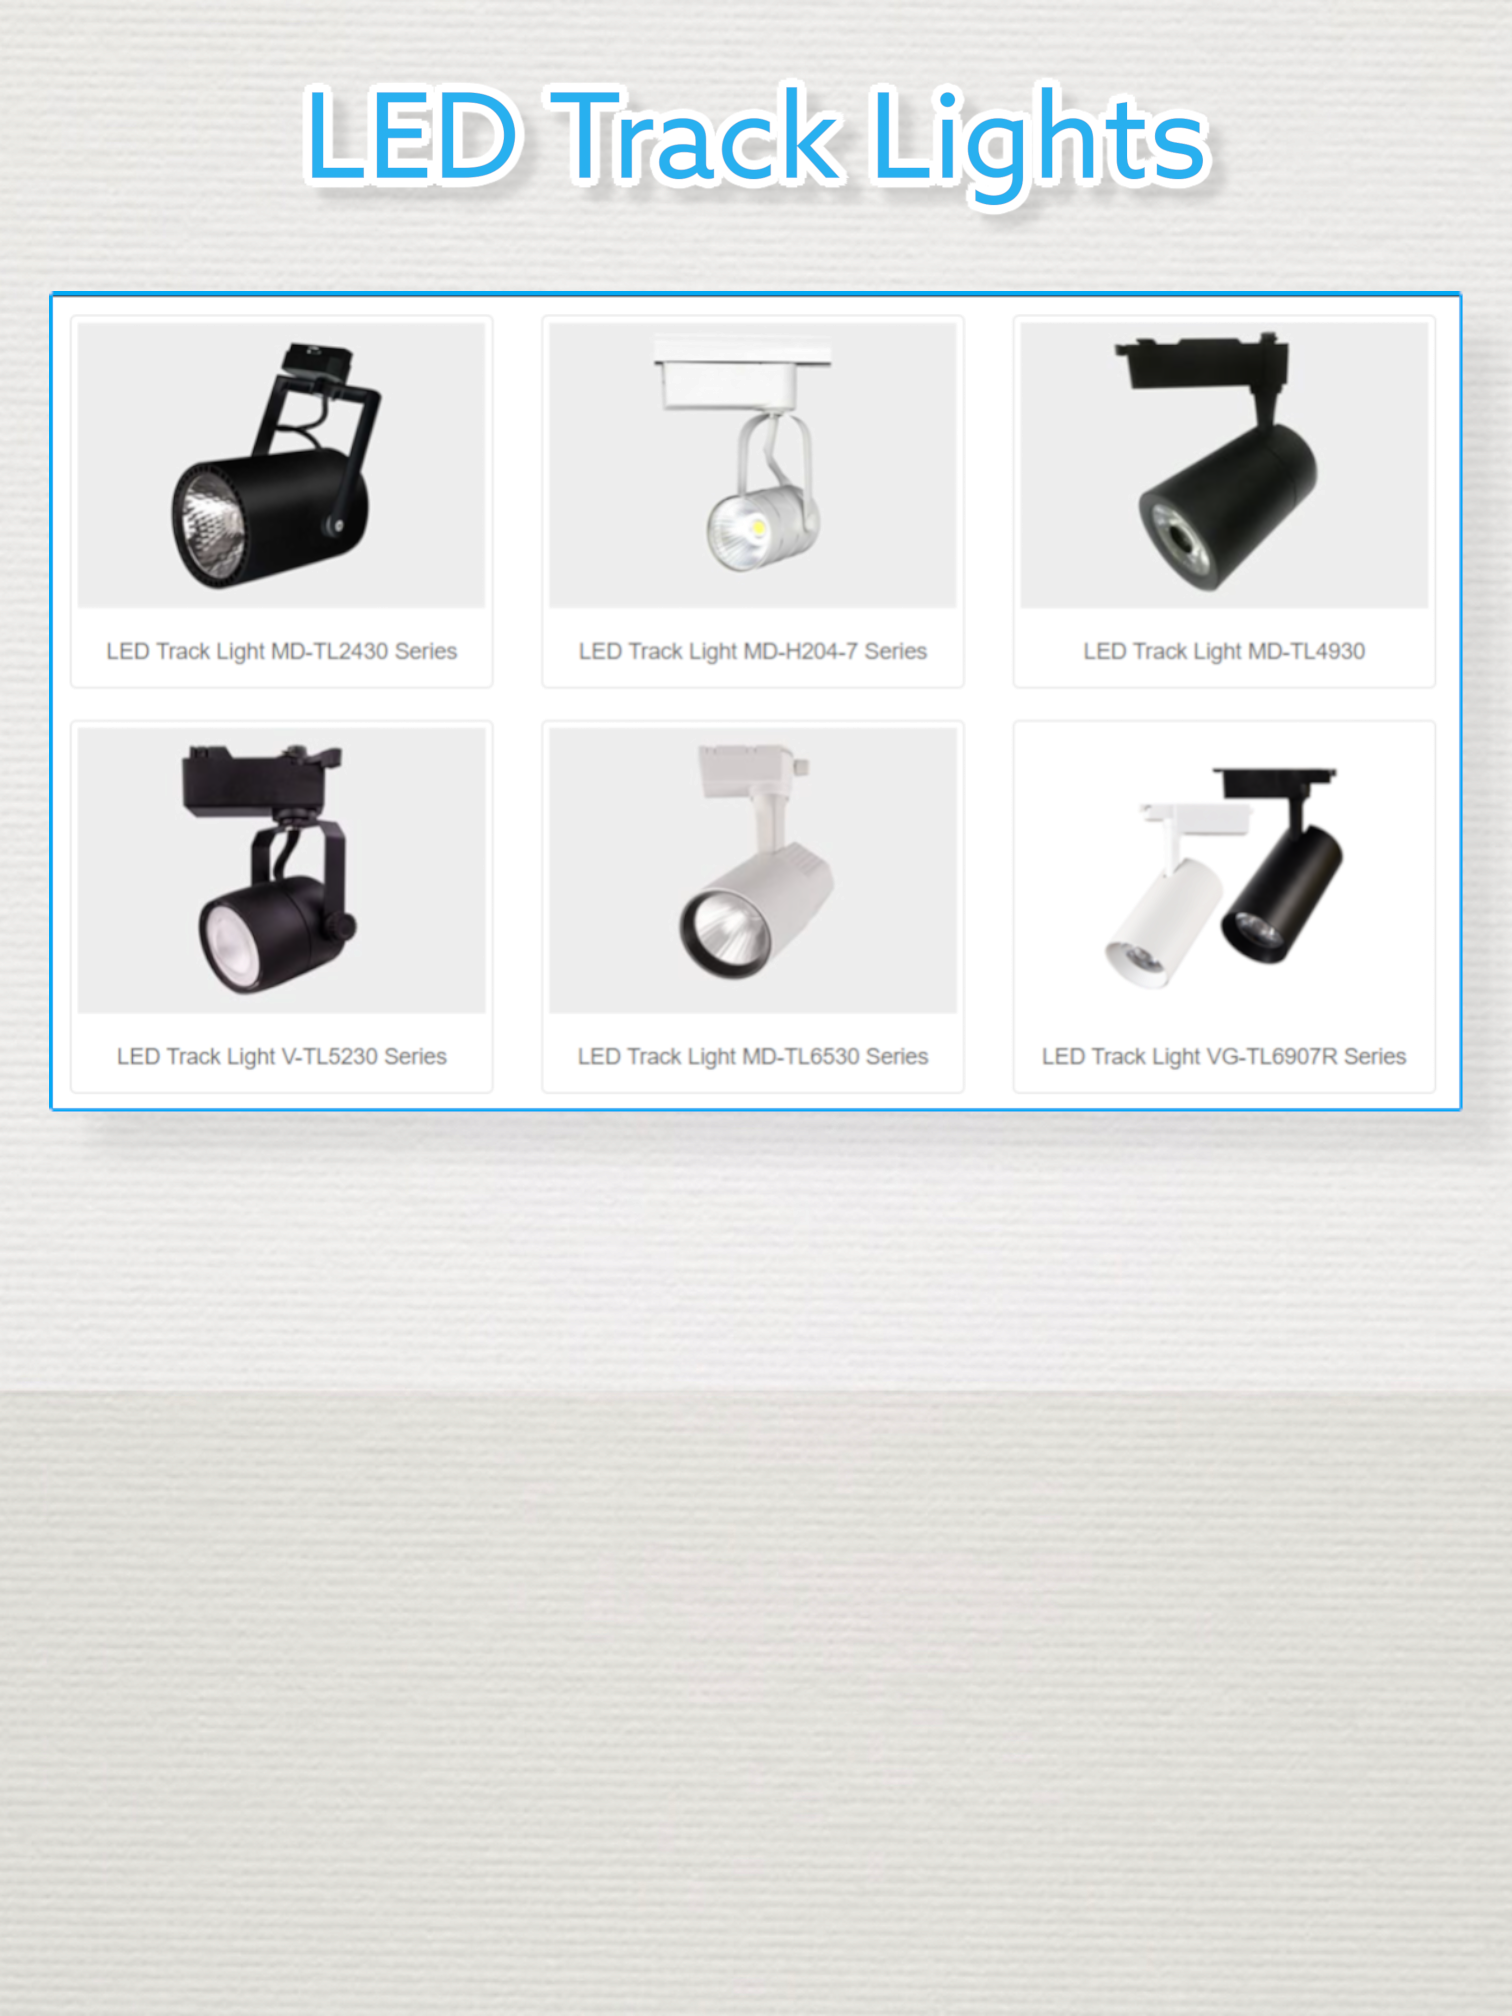 LED Track Lights
LED Track Light MD-TL2430 Series
LED Track Light MD-H204-7 Series
LED Track Light MD-TL4930
LED Track Light V-TL5230 Series
LED Track Light MD-TL6530 Series
LED Track Light VG-TL6907R Series